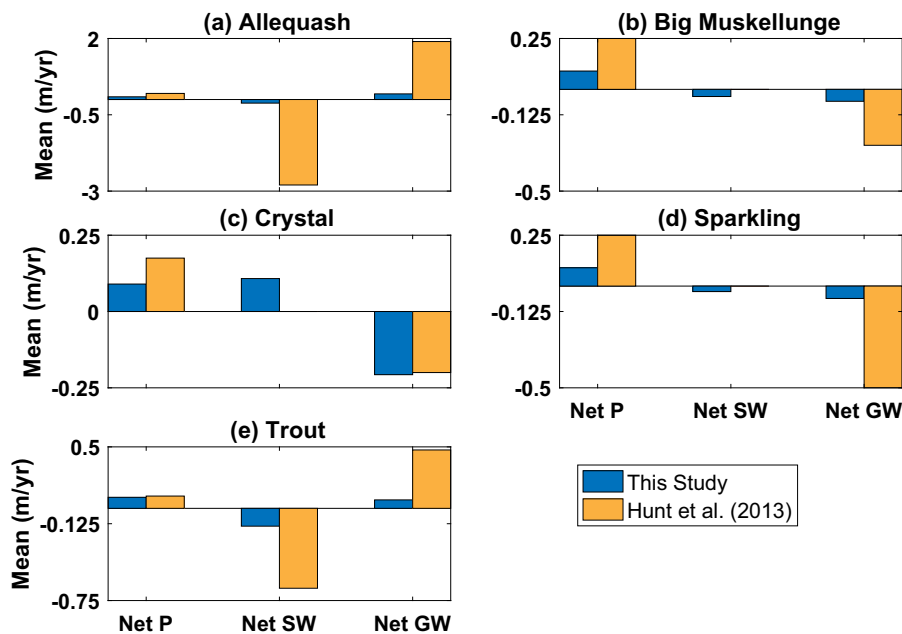 (a) Allequash
2
-0.5
-3
Mean (m/yr)
(b) Big Muskellunge
0.25
-0.125
-0.5
(c) Crystal
0.25
0
-0.25
Mean (m/yr)
(d) Sparkling
0.25
-0.125
-0.5
Net P Net SW Net GW
(e) Trout
0.5
-0.125
-0.75
Mean (m/yr)
Net P Net SW Net GW
This Study
Hunt et al. (2013)